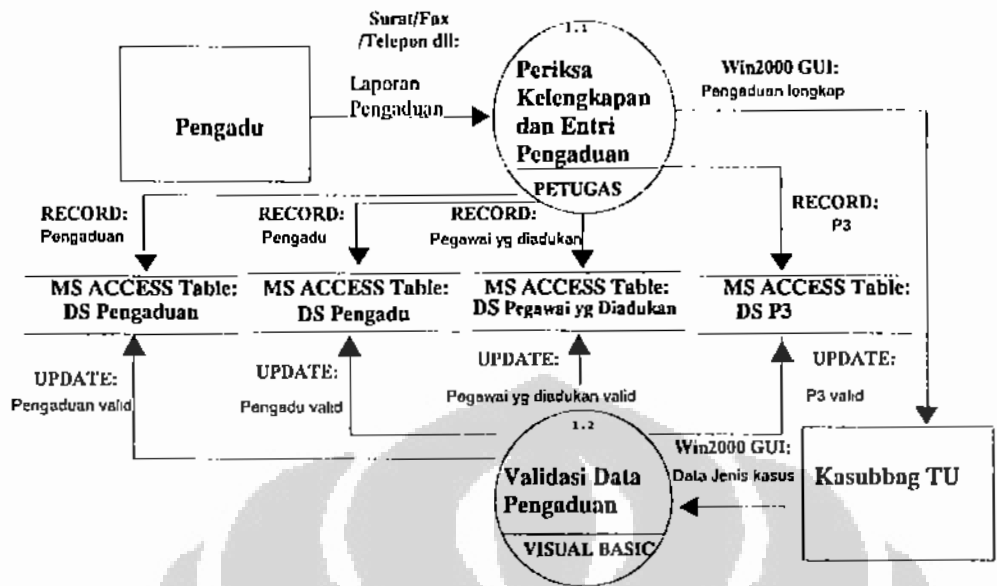 Surat/Fax
/Telepon dll:
Laporan
Pengaduan
Pengadu
1.1
Periksa
Kelengkapan
dan Entri
Pengaduan
PETUGAS
Win2000 GUI:
Pengaduan lengkap
RECORD:
Pengaduan
RECORD:
Pengadu
RECORD:
Pegawai yg diadukan
RECORD:
P3
MS ACCESS Table:
DS Pengaduan
MS ACCESS Table:
DS Pengadu
MS ACCESS Table:
DS Pegawai yg Diadukan
MS ACCESS Table:
DS P3
UPDATE:
Pengaduan valid
UPDATE:
Pengadu valid
UPDATE:
Pegawai yg diadukan valid
UPDATE:
P3 valid
1.2
Validasi Data
Pengaduan
VISUAL BASIC
Win2000 GUI:
Data Jenis kasus
Kasubbag TU